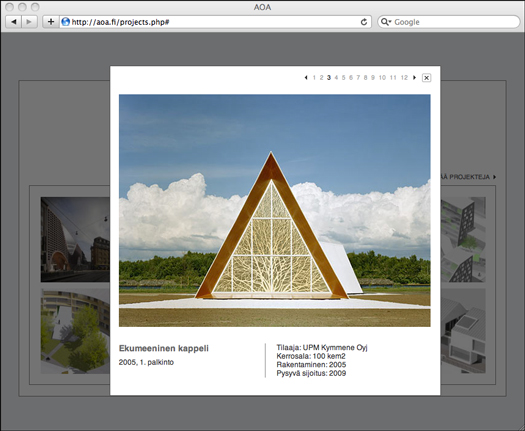 AOA
http://aoa.fi/projects.php#
Google
1 2 3 4 5 6 7 8 9 10 11 12
ÄÄ PROJEKTEJA
Ekumeeninen kappeli
2005, 1. palkinto
Tilaaja: UPM Kymmene Oyj
Kerrosala: 100 kem2
Rakentaminen: 2005
Pysyvä sijoitus: 2009